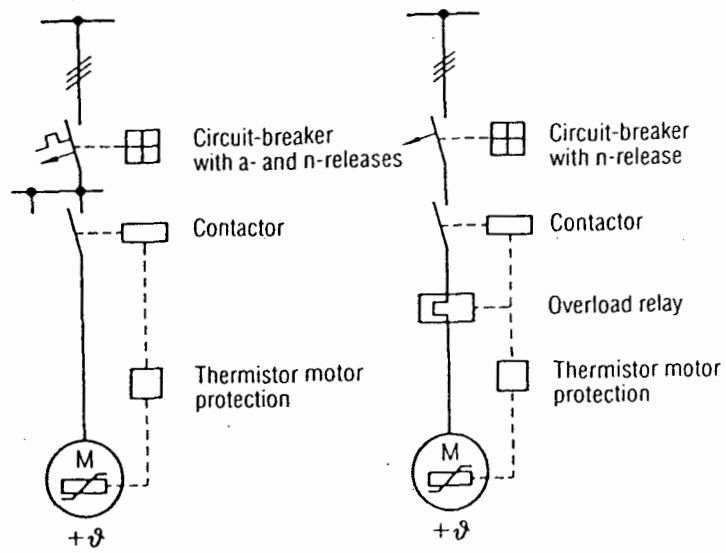 Circuit-breaker
with a- and n-releases
Contactor
Thermistor motor
protection
M
+ϑ
Circuit-breaker
with n-release
Contactor
Overload relay
Thermistor motor
protection
M
+ϑ